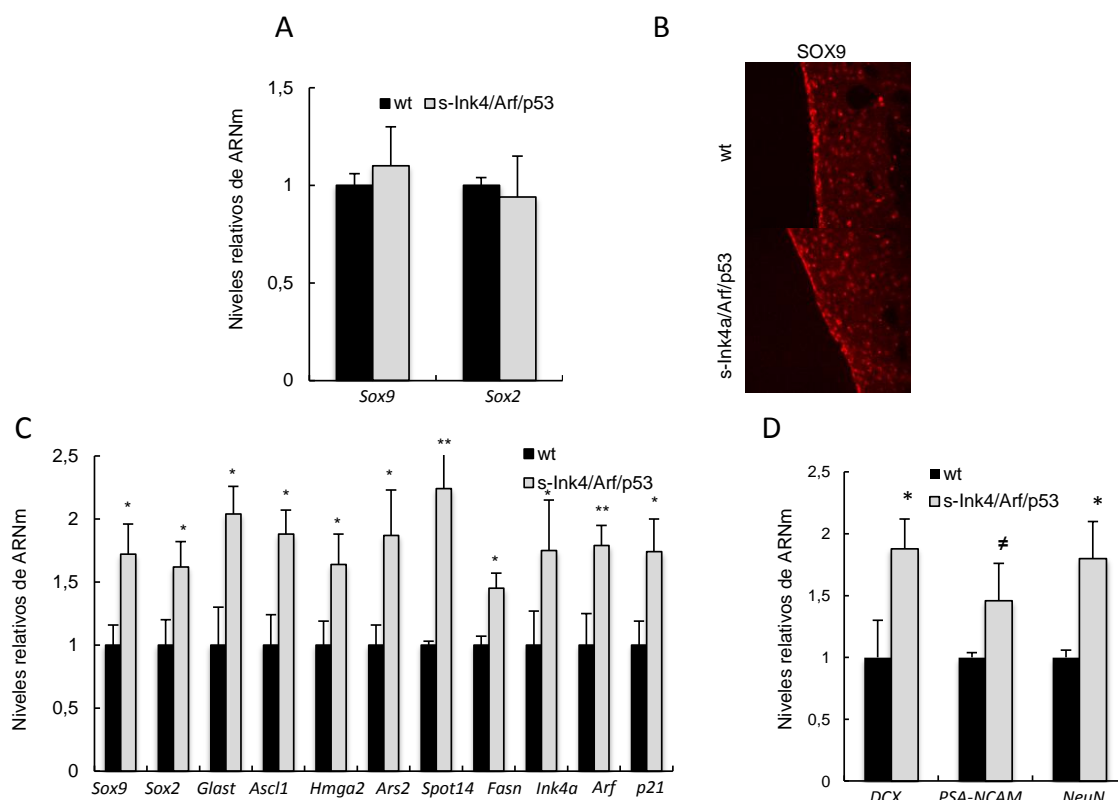 A
B
SOX9
1,5
1
0,5
0
Niveles relativos de ARNm
wt s-Ink4/Arf/p53
Sox9 Sox2
wt
s-Ink4a/Arf/p53
C
2,5
2
1,5
1
0,5
0
Niveles relativos de ARNm
wt
s-Ink4/Arf/p53
* * * * * * ** * * ** *
Sox9 Sox2 Glast Ascl1 Hmga2 Ars2 Spot14 Fasn Ink4a Arf p21
D
2,5
2
1,5
1
0,5
0
Niveles relativos de ARNm
wt
s-Ink4/Arf/p53
* ≠ *
DCX PSA-NCAM NeuN